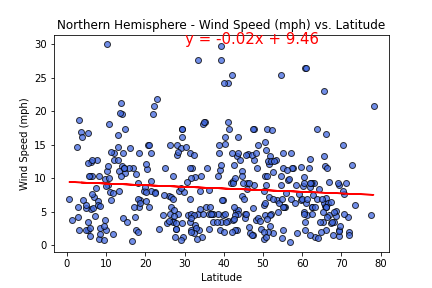 Northern Hemisphere - Wind Speed (mph) vs. Latitude
y = -0.02x + 9.46
30
25
20
15
10
5
0
Wind Speed (mph)
0 10 20 30 40 50 60 70 80
Latitude